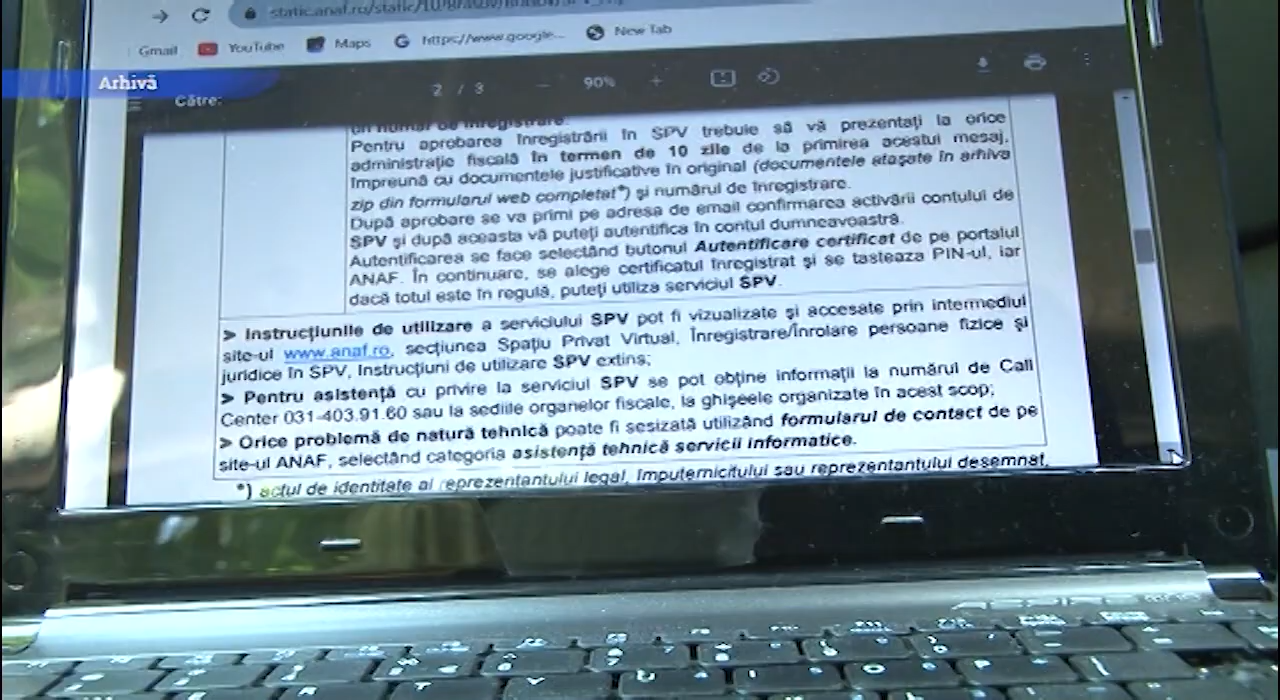 static.anaf.ro/static/10/
Gmail YouTube Maps https://www.google... New Tab
Arhivă
Către:
2 / 3 — 90% +
un număr de înregistrare.
Pentru aprobarea înregistrării în SPV trebuie să vă prezentați la orice
administrație fiscală în termen de 10 zile de la primirea acestui mesaj,
împreună cu documentele justificative în original (documentele atașate în arhiva
zip din formularul web completat*) și numărul de înregistrare.
După aprobare se va primi pe adresa de email confirmarea activării contului de
SPV și după aceasta vă puteți autentifica în contul dumneavoastră.
Autentificarea se face selectând butonul Autentificare certificat de pe portalul
ANAF. În continuare, se alege certificatul înregistrat și se tasteaza PIN-ul, iar
dacă totul este în regulă, puteți utiliza serviciul SPV.
➢ Instrucțiunile de utilizare a serviciului SPV pot fi vizualizate și accesate prin intermediul
site-ul www.anaf.ro, secțiunea Spațiu Privat Virtual, Înregistrare/Înrolare persoane fizice și
juridice în SPV, Instrucțiuni de utilizare SPV extins;
➢ Pentru asistență cu privire la serviciul SPV se pot obține informații la numărul de Call
Center 031-403.91.60 sau la sediile organelor fiscale, la ghișeele organizate în acest scop;
➢ Orice problemă de natură tehnică poate fi sesizată utilizând formularul de contact de pe
site-ul ANAF, selectând categoria asistență tehnică servicii informatice.
*) actul de identitate al reprezentantului legal, împuternicitului sau reprezentantului desemnat,